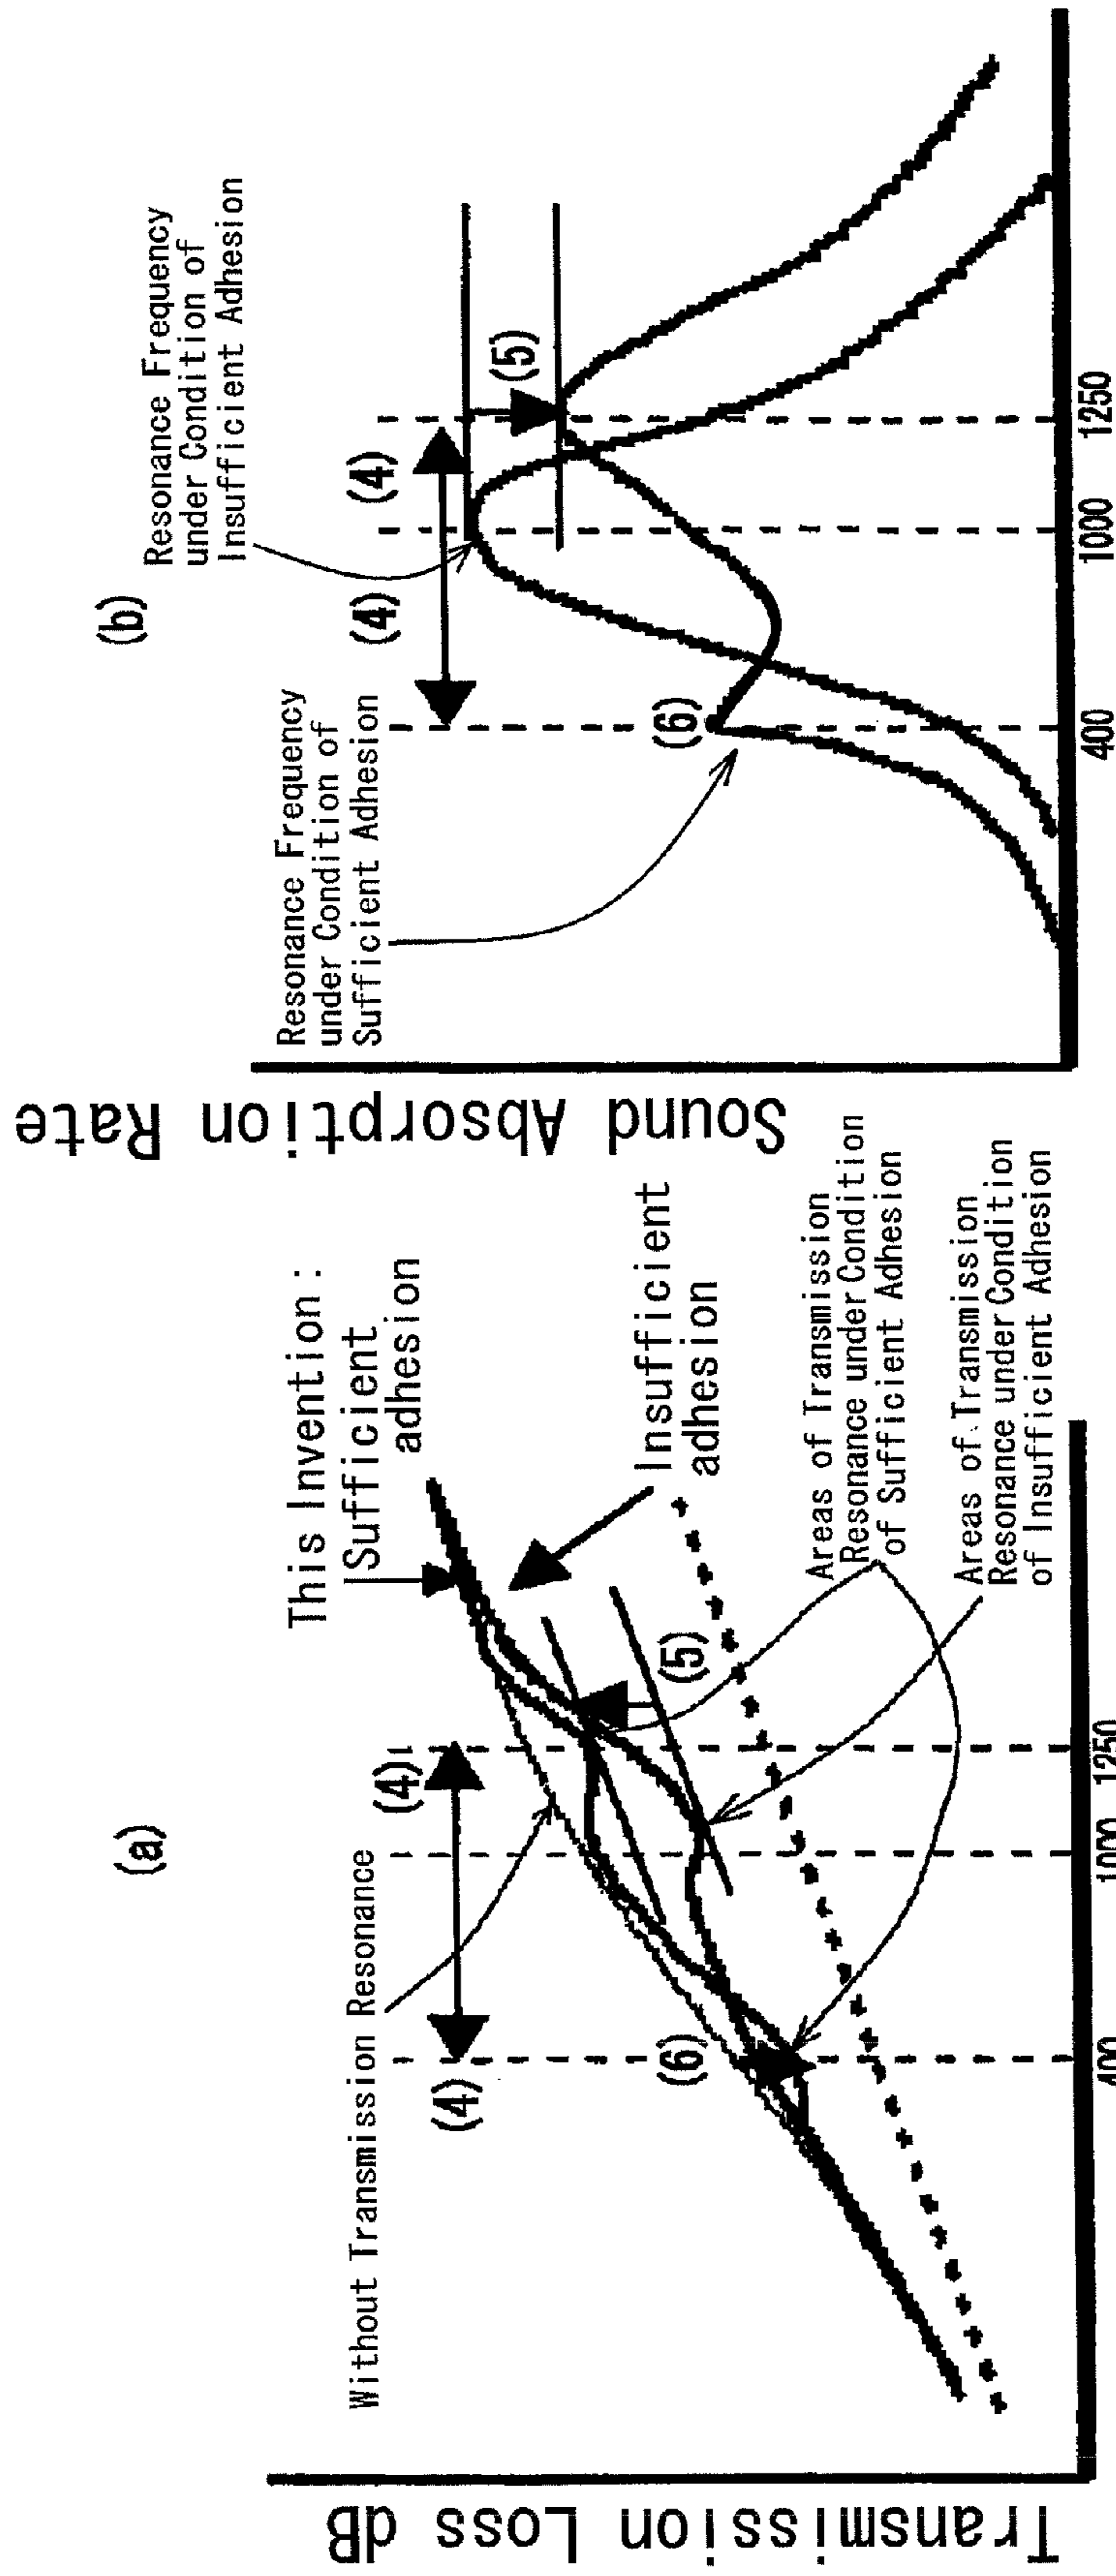 (a)
Transmission Loss dB
Without Transmission Resonance
This Invention:
Sufficient
adhesion
Insufficient
adhesion
(4)
(4)
(5)
(6)
Areas of Transmission
Resonance under Condition
of Sufficient Adhesion
Areas of Transmission
Resonance under Condition
of Insufficient Adhesion
400
1000
1250
(b)
Sound Absorption Rate
Resonance Frequency
under Condition of
Sufficient Adhesion
Resonance Frequency
under Condition of
Insufficient Adhesion
(4)
(4)
(5)
(6)
400
1000
1250